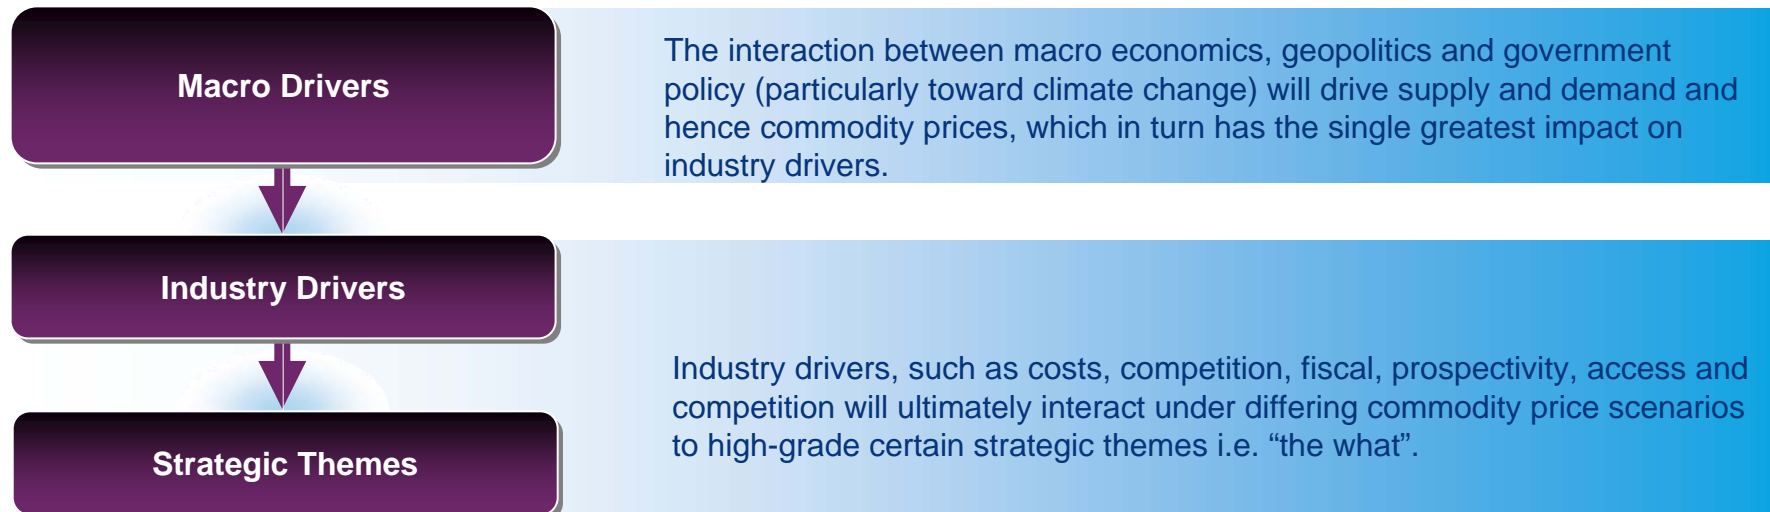 Macro Drivers
The interaction between macro economics, geopolitics and government
policy (particularly toward climate change) will drive supply and demand and
hence commodity prices, which in turn has the single greatest impact on
industry drivers.
Industry Drivers
Industry drivers, such as costs, competition, fiscal, prospectivity, access and
competition will ultimately interact under differing commodity price scenarios
to high-grade certain strategic themes i.e. “the what”.
Strategic Themes